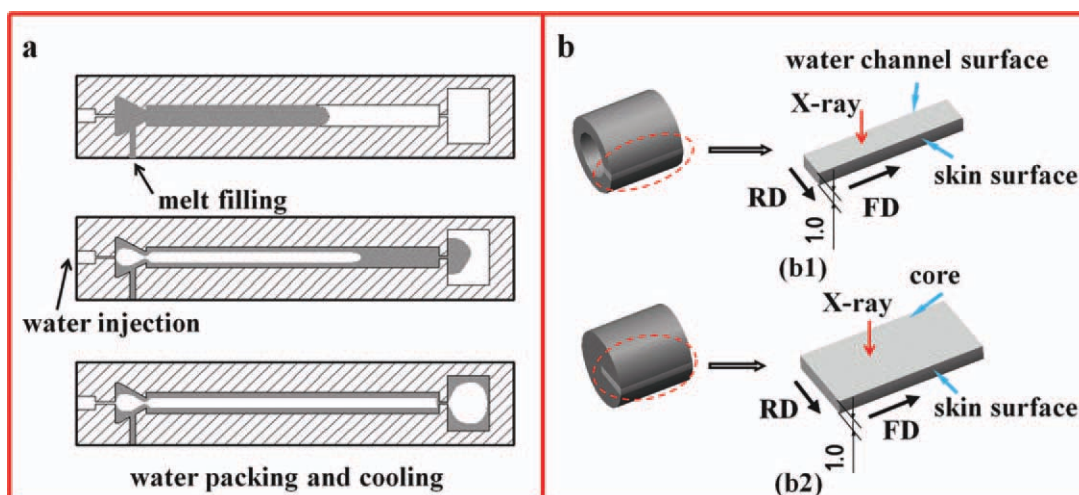 a
melt filling
water injection
water packing and cooling
b
water channel surface
X-ray
skin surface
RD
FD
1.0
(b1)
core
X-ray
skin surface
RD
FD
1.0
(b2)